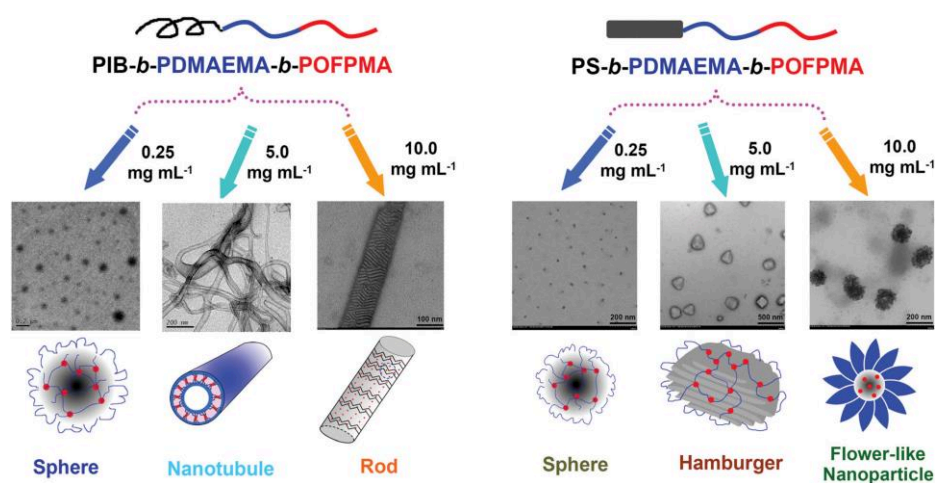 PIB-b-PDMAEMA-b-POFPMA
0.25
mg mL⁻¹
5.0
mg mL⁻¹
10.0
mg mL⁻¹
200 nm
100 nm
Sphere
Nanotubule
Rod
PS-b-PDMAEMA-b-POFPMA
0.25
mg mL⁻¹
5.0
mg mL⁻¹
10.0
mg mL⁻¹
200 nm
500 nm
200 nm
Sphere
Hamburger
Flower-like
Nanoparticle